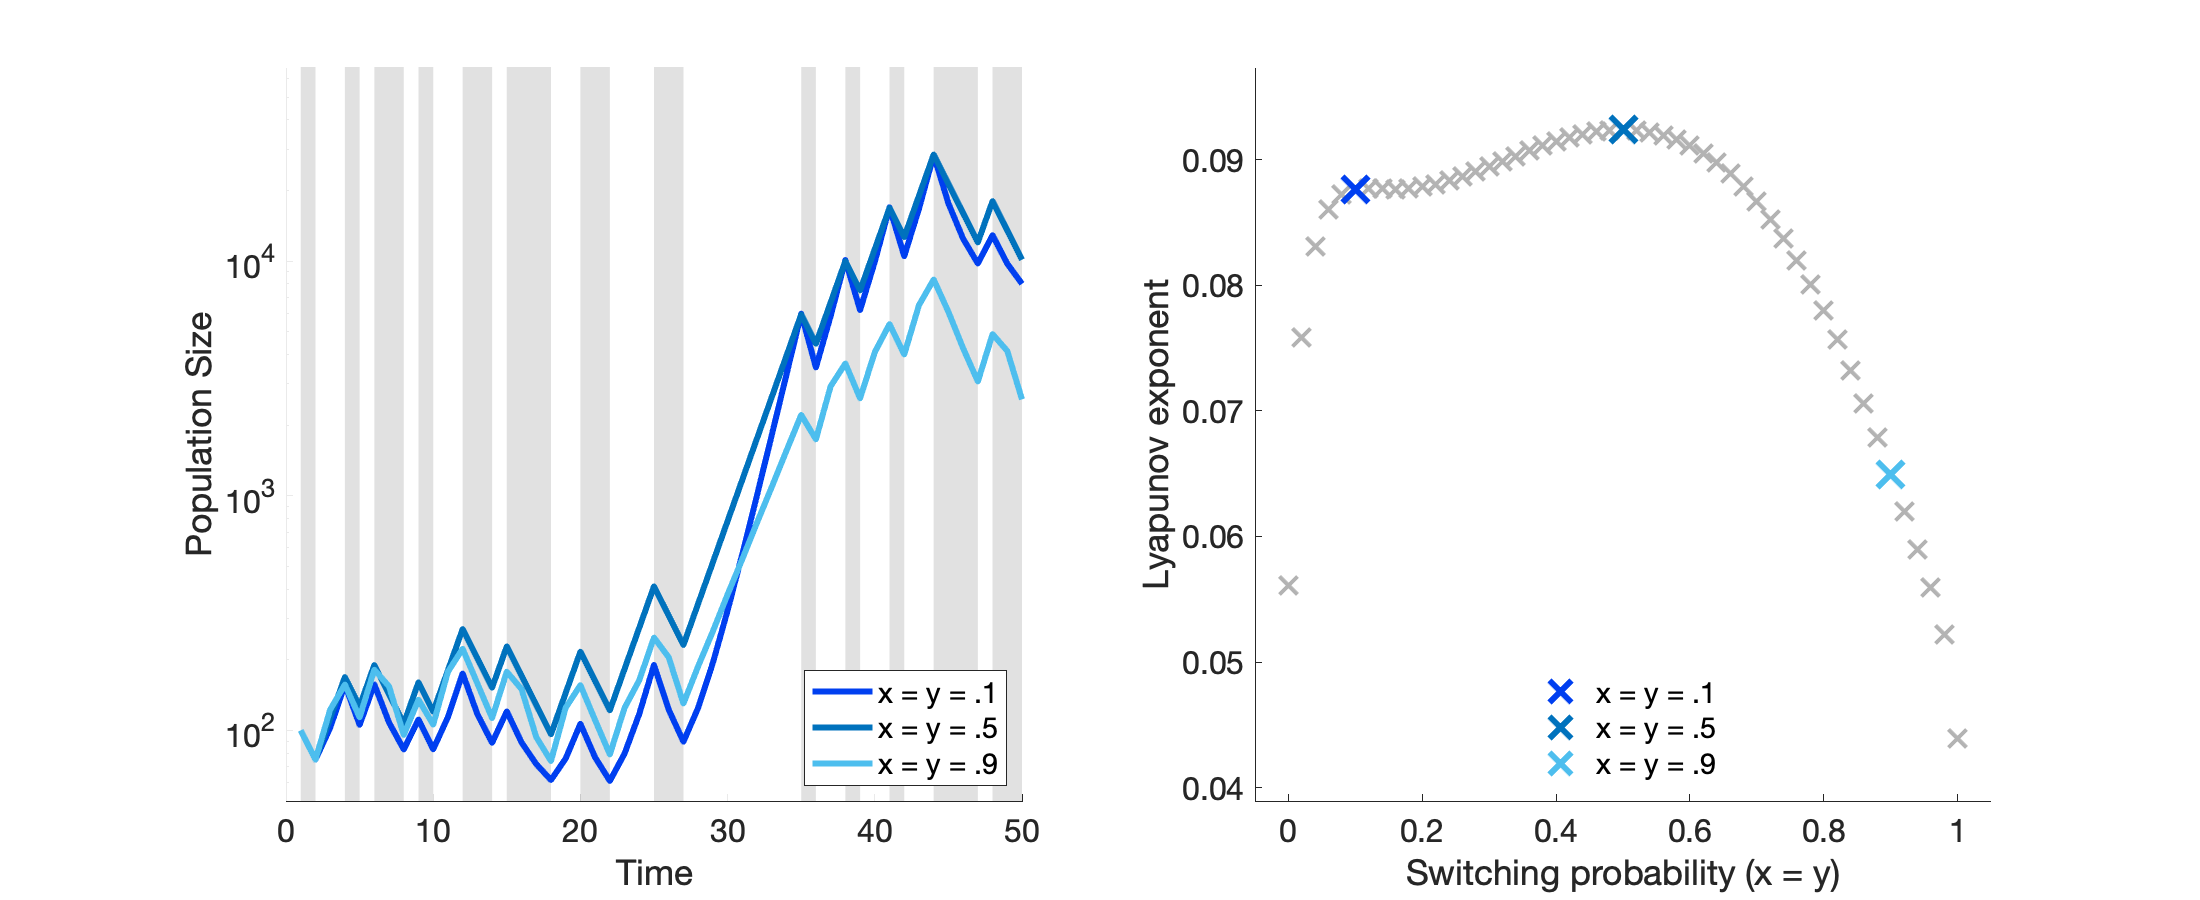 Population Size
10^4
10^3
10^2
x = y = .1
x = y = .5
x = y = .9
0 10 20 30 40 50
Time
Lyapunov exponent
0.09
0.08
0.07
0.06
0.05
0.04
x = y = .1
x = y = .5
x = y = .9
0 0.2 0.4 0.6 0.8 1
Switching probability (x = y)